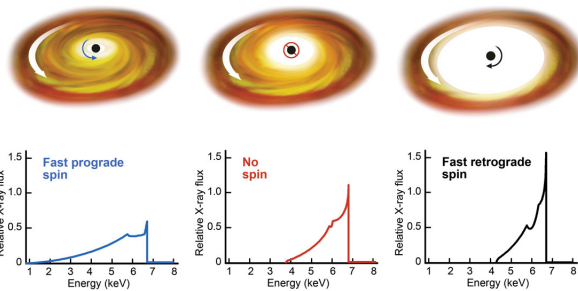 1.5
1.0
0.5
0
Relative X-ray flux
Fast prograde
spin
1 2 3 4 5 6 7 8
Energy (keV)
1.5
1.0
0.5
0
Relative X-ray flux
No
spin
1 2 3 4 5 6 7 8
Energy (keV)
1.5
1.0
0.5
0
Relative X-ray flux
Fast retrograde
spin
1 2 3 4 5 6 7 8
Energy (keV)